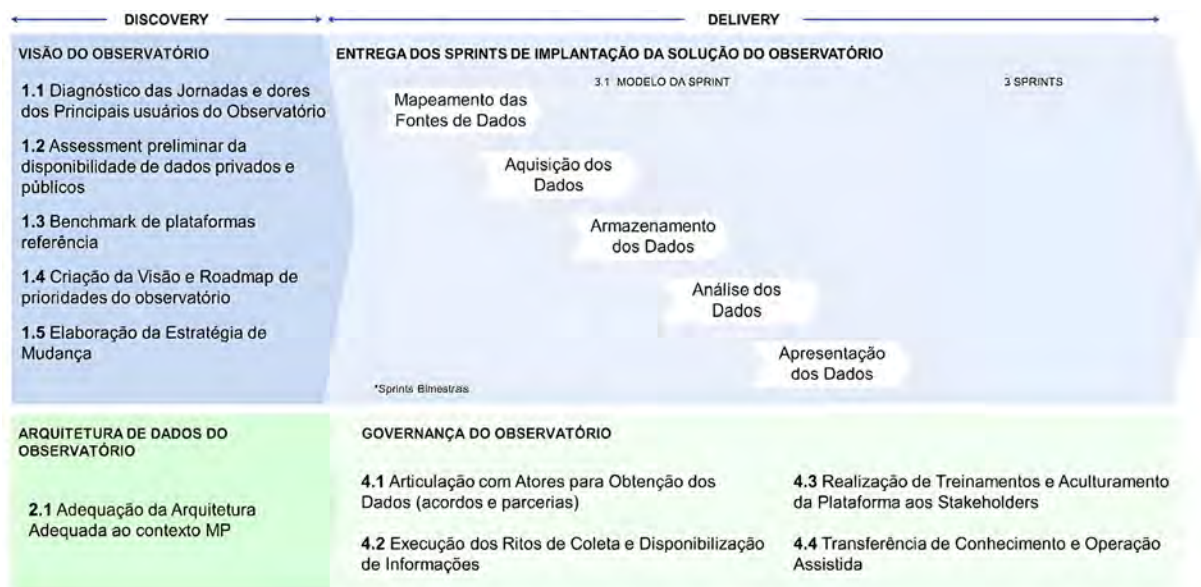 DISCOVERY
DELIVERY
VISÃO DO OBSERVATÓRIO
1.1 Diagnóstico das Jornadas e dores
dos Principais usuários do Observatório
1.2 Assessment preliminar da
disponibilidade de dados privados e
públicos
1.3 Benchmark de plataformas
referência
1.4 Criação da Visão e Roadmap de
prioridades do observatório
1.5 Elaboração da Estratégia de
Mudança
ENTREGA DOS SPRINTS DE IMPLANTAÇÃO DA SOLUÇÃO DO OBSERVATÓRIO
3.1 MODELO DA SPRINT
3 SPRINTS
Mapeamento das
Fontes de Dados
Aquisição dos
Dados
Armazenamento
dos Dados
Análise dos
Dados
Apresentação
dos Dados
*Sprints Bimestrais
ARQUITETURA DE DADOS DO
OBSERVATÓRIO
2.1 Adequação da Arquitetura
Adequada ao contexto MP
GOVERNANÇA DO OBSERVATÓRIO
4.1 Articulação com Atores para Obtenção dos
Dados (acordos e parcerias)
4.2 Execução dos Ritos de Coleta e Disponibilização
de Informações
4.3 Realização de Treinamentos e Aculturamento
da Plataforma aos Stakeholders
4.4 Transferência de Conhecimento e Operação
Assistida